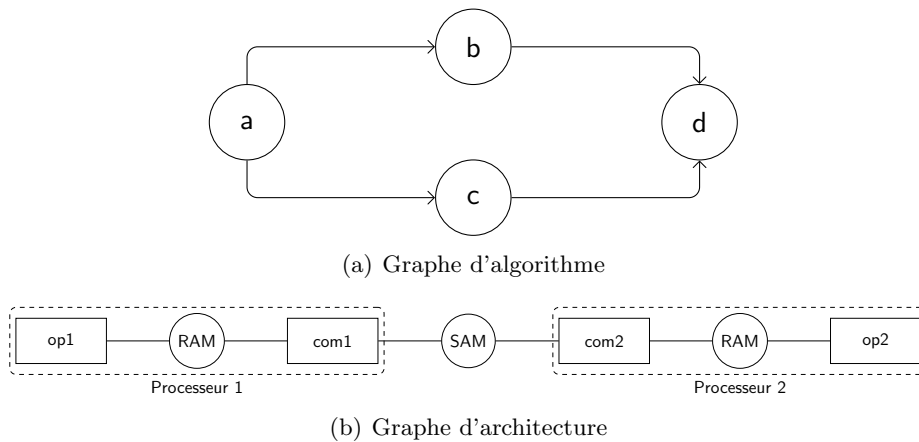 b
a
d
c
(a) Graphe d'algorithme
op1
RAM
com1
SAM
com2
RAM
op2
Processeur 1
Processeur 2
(b) Graphe d'architecture